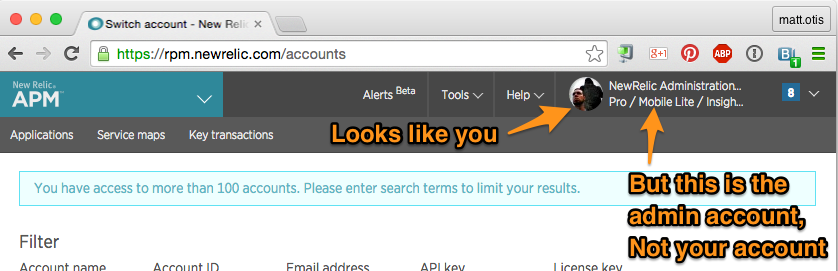 Switch account - New Relic
matt.otis
https://rpm.newrelic.com/accounts
g+1
ABP
BL
1
New Relic®
APM™
Alerts Beta
Tools
Help
NewRelic Administration...
Pro / Mobile Lite / Insigh...
8
Applications
Service maps
Key transactions
Looks like you
But this is the
admin account,
Not your account
You have access to more than 100 accounts. Please enter search terms to limit your results.
Filter
Account name
Account ID
Email address
API key
License key